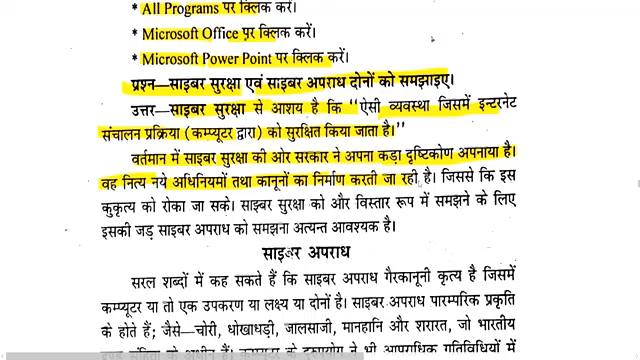 * All Programs पर क्लिक करें।
* Microsoft Office पर क्लिक करें।
* Microsoft Power Point पर क्लिक करें।
प्रश्न—साइबर सुरक्षा एवं साइबर अपराध दोनों को समझाइए।
उत्तर—साइबर सुरक्षा से आशय है कि "ऐसी व्यवस्था जिसमें इन्टरनेट
संचालन प्रक्रिया (कम्प्यूटर द्वारा) को सुरक्षित किया जाता है।"
वर्तमान में साइबर सुरक्षा की ओर सरकार ने अपना कड़ा दृष्टिकोण अपनाया है।
वह नित्य नये अधिनियमों तथा कानूनों का निर्माण करती जा रही है। जिससे कि इस
कुकृत्य को रोका जा सके। साइबर सुरक्षा को और विस्तार रूप में समझने के लिए
इसकी जड़ साइबर अपराध को समझना अत्यन्त आवश्यक है।
साइबर अपराध
सरल शब्दों में कह सकते हैं कि साइबर अपराध गैरकानूनी कृत्य है जिसमें
कम्प्यूटर या तो एक उपकरण या लक्ष्य या दोनों है। साइबर अपराध पारम्परिक प्रकृति
के होते हैं; जैसे—चोरी, धोखाधड़ी, जालसाजी, मानहानि और शरारत, जो भारतीय